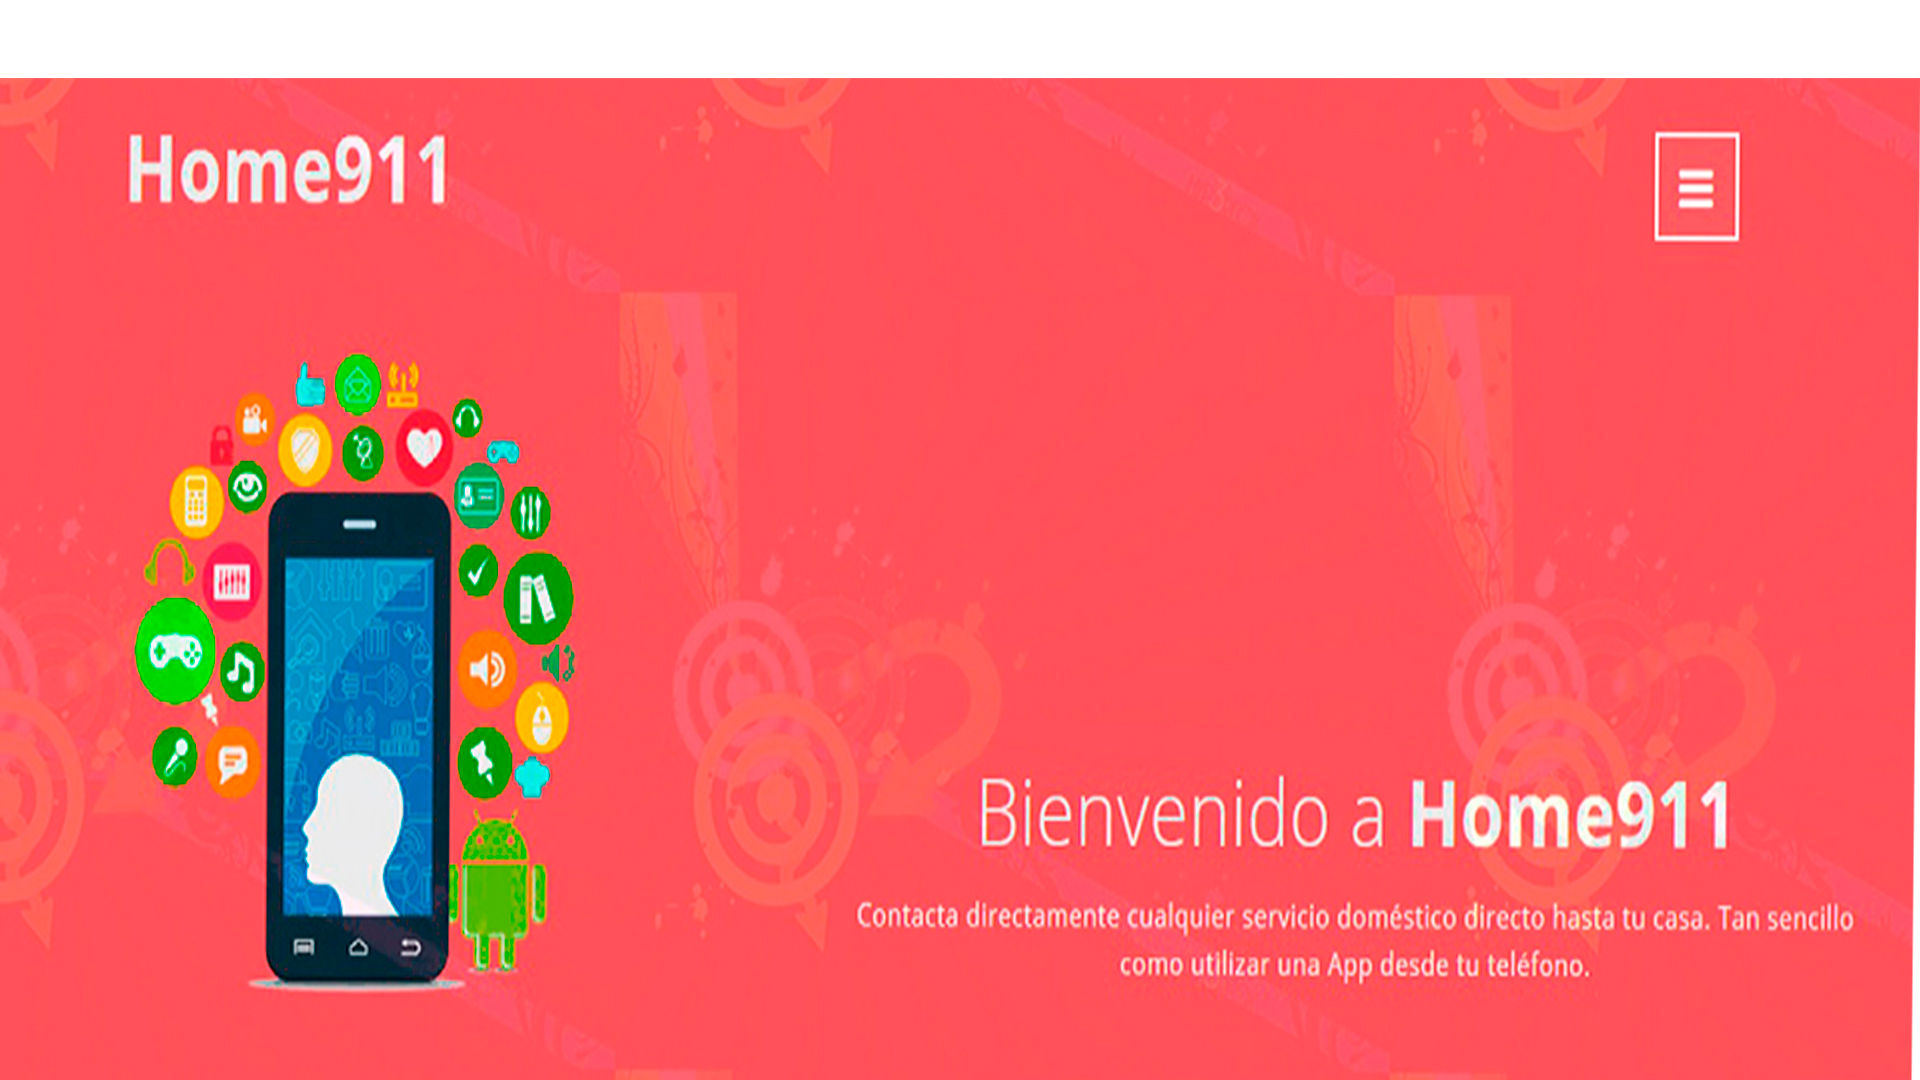 Home911
Bienvenido a Home911
Contacta directamente cualquier servicio doméstico directo hasta tu casa. Tan sencillo
como utilizar una App desde tu teléfono.